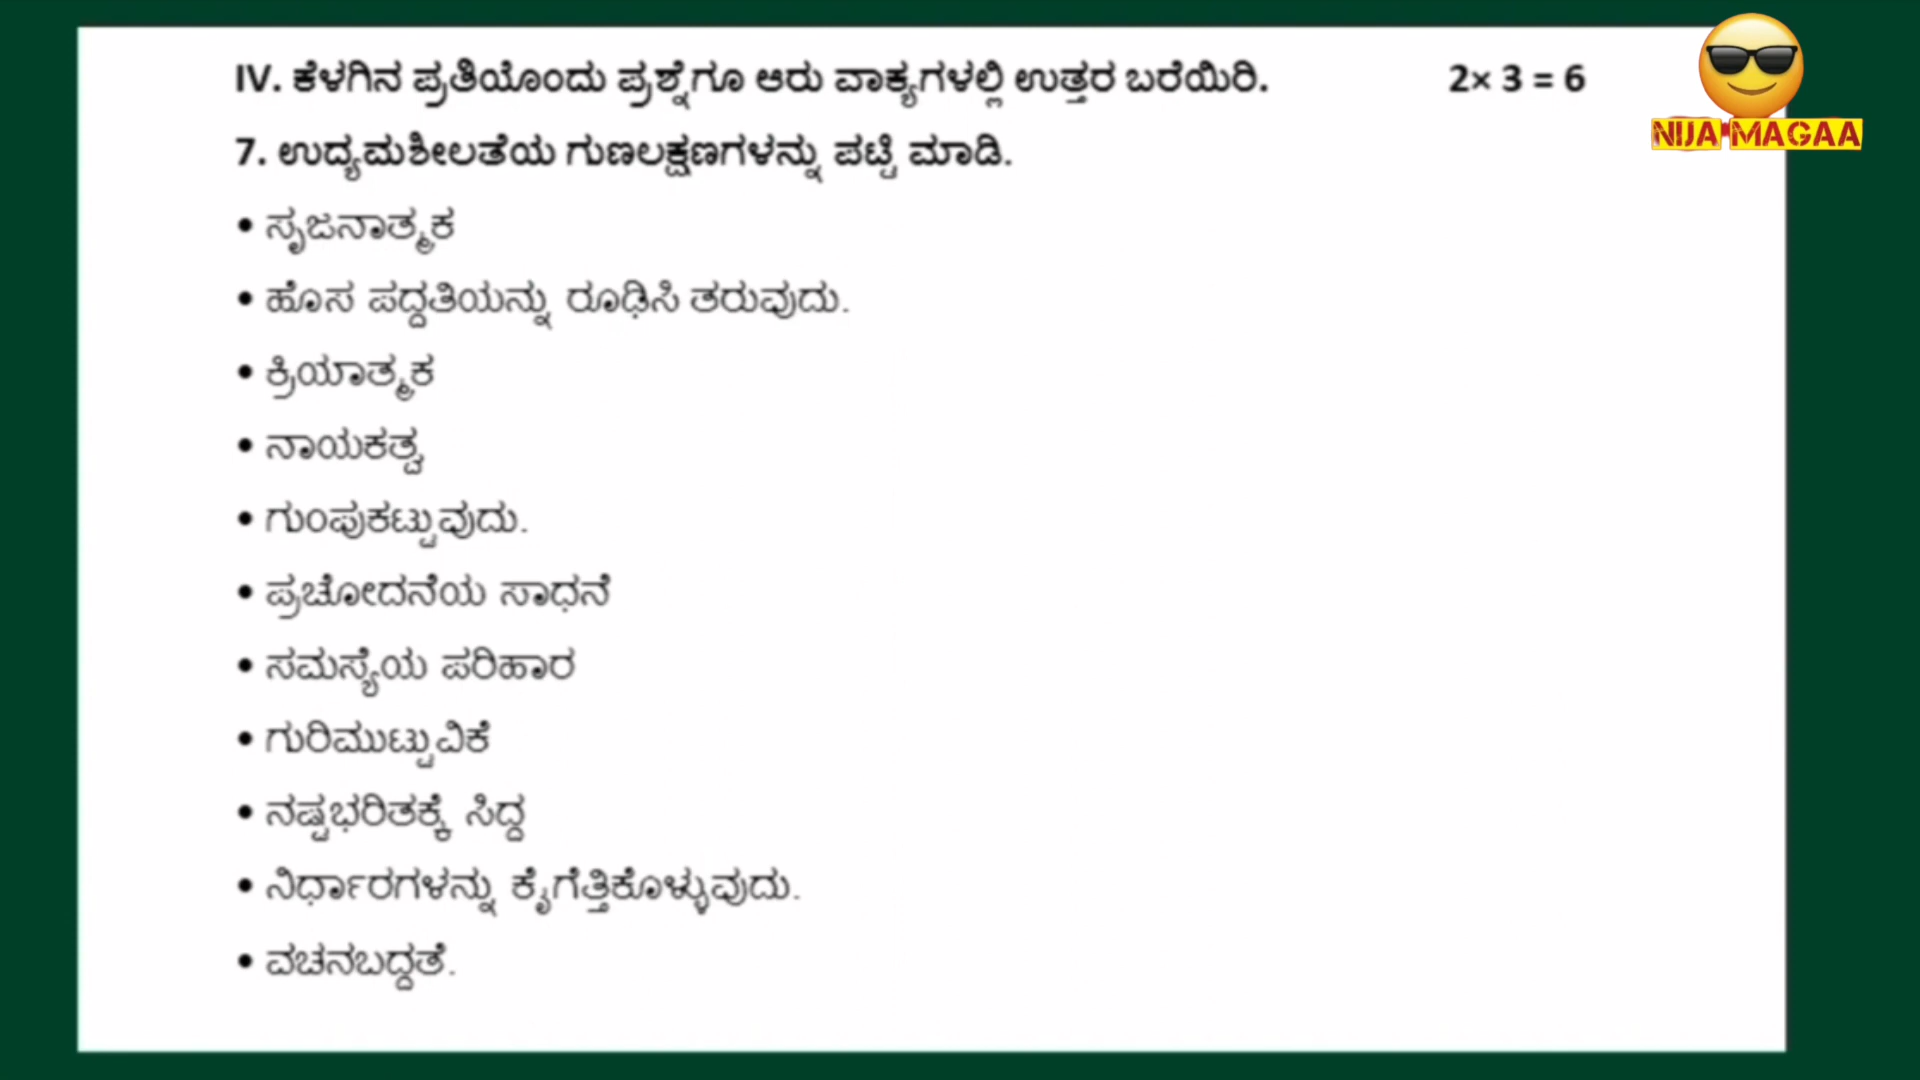 IV. ಕೆಳಗಿನ ಪ್ರತಿಯೊಂದು ಪ್ರಶ್ನೆಗೂ ಆರು ವಾಕ್ಯಗಳಲ್ಲಿ ಉತ್ತರ ಬರೆಯಿರಿ. 2× 3 = 6
NIJA MAGAA
7. ಉದ್ಯಮಶೀಲತೆಯ ಗುಣಲಕ್ಷಣಗಳನ್ನು ಪಟ್ಟಿ ಮಾಡಿ.
• ಸೃಜನಾತ್ಮಕ
• ಹೊಸ ಪದ್ದತಿಯನ್ನು ರೂಢಿಸಿ ತರುವುದು.
• ಕ್ರಿಯಾತ್ಮಕ
• ನಾಯಕತ್ವ
• ಗುಂಪುಕಟ್ಟುವುದು.
• ಪ್ರಚೋದನೆಯ ಸಾಧನೆ
• ಸಮಸ್ಯೆಯ ಪರಿಹಾರ
• ಗುರಿಮುಟ್ಟುವಿಕೆ
• ನಷ್ಟಭರಿತಕ್ಕೆ ಸಿದ್ದ
• ನಿರ್ಧಾರಗಳನ್ನು ಕೈಗೆತ್ತಿಕೊಳ್ಳುವುದು.
• ವಚನಬದ್ದತೆ.